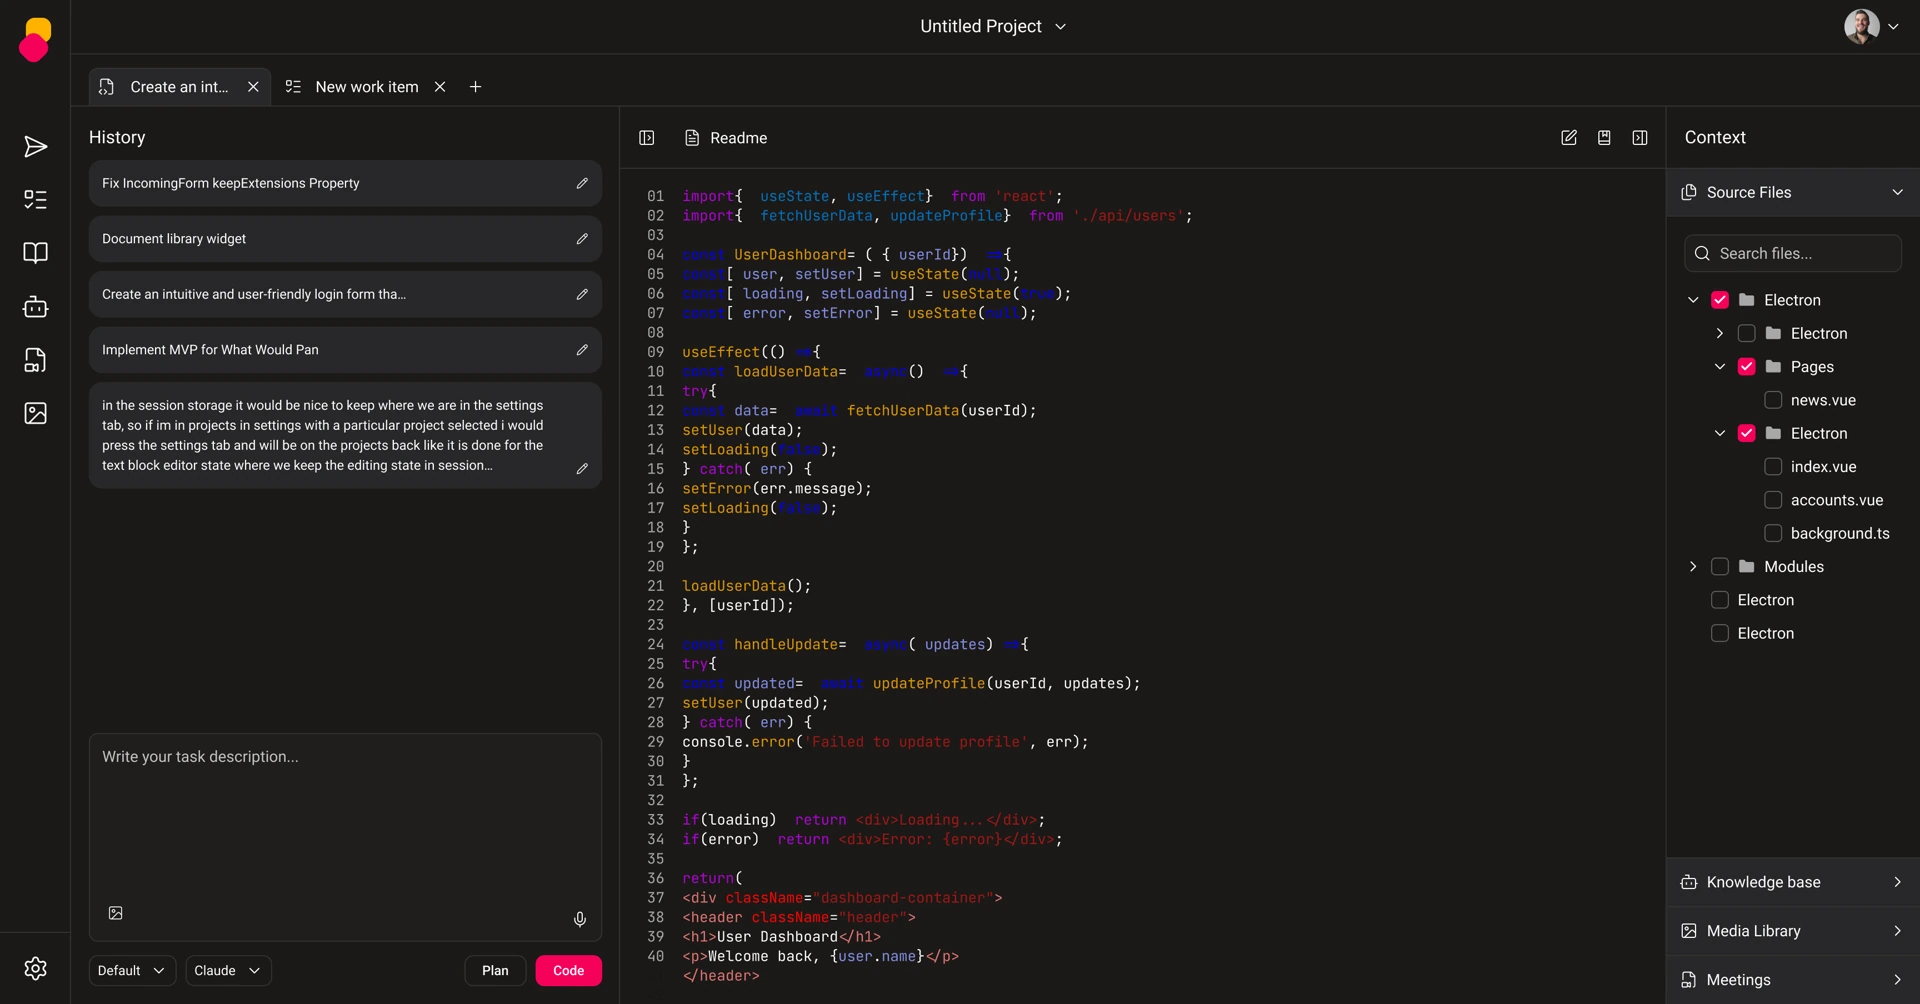 Untitled Project
Create an int...
New work item
History
Fix IncomingForm keepExtensions Property
Document library widget
Create an intuitive and user-friendly login form tha...
Implement MVP for What Would Pan
in the session storage it would be nice to keep where we are in the settings
tab, so if im in projects in settings with a particular project selected i would
press the settings tab and will be on the projects back like it is done for the
text block editor state where we keep the editing state in session...
Write your task description...
Default
Claude
Plan
Code
Readme
01 import{  useState, useEffect}  from 'react';
02 import{  fetchUserData, updateProfile}  from './api/users';
03
04 const UserDashboard= ( { userId})  =>{
05 const[ user, setUser] = useState(null);
06 const[ loading, setLoading] = useState(true);
07 const[ error, setError] = useState(null);
08
09 useEffect(() =>{
10 const loadUserData=  async()  =>{
11 try{
12 const data=  await fetchUserData(userId);
13 setUser(data);
14 setLoading(false);
15 } catch( err) {
16 setError(err.message);
17 setLoading(false);
18 }
19 };
20
21 loadUserData();
22 }, [userId]);
23
24 const handleUpdate=  async( updates) =>{
25 try{
26 const updated=  await updateProfile(userId, updates);
27 setUser(updated);
28 } catch( err) {
29 console.error('Failed to update profile', err);
30 }
31 };
32
33 if(loading)  return <div>Loading...</div>;
34 if(error)  return <div>Error: {error}</div>;
35
36 return(
37 <div className="dashboard-container">
38 <header className="header">
39 <h1>User Dashboard</h1>
40 <p>Welcome back, {user.name}</p>
</header>
Context
Source Files
Search files...
Electron
Electron
Pages
news.vue
Electron
index.vue
accounts.vue
background.ts
Modules
Electron
Electron
Knowledge base
Media Library
Meetings